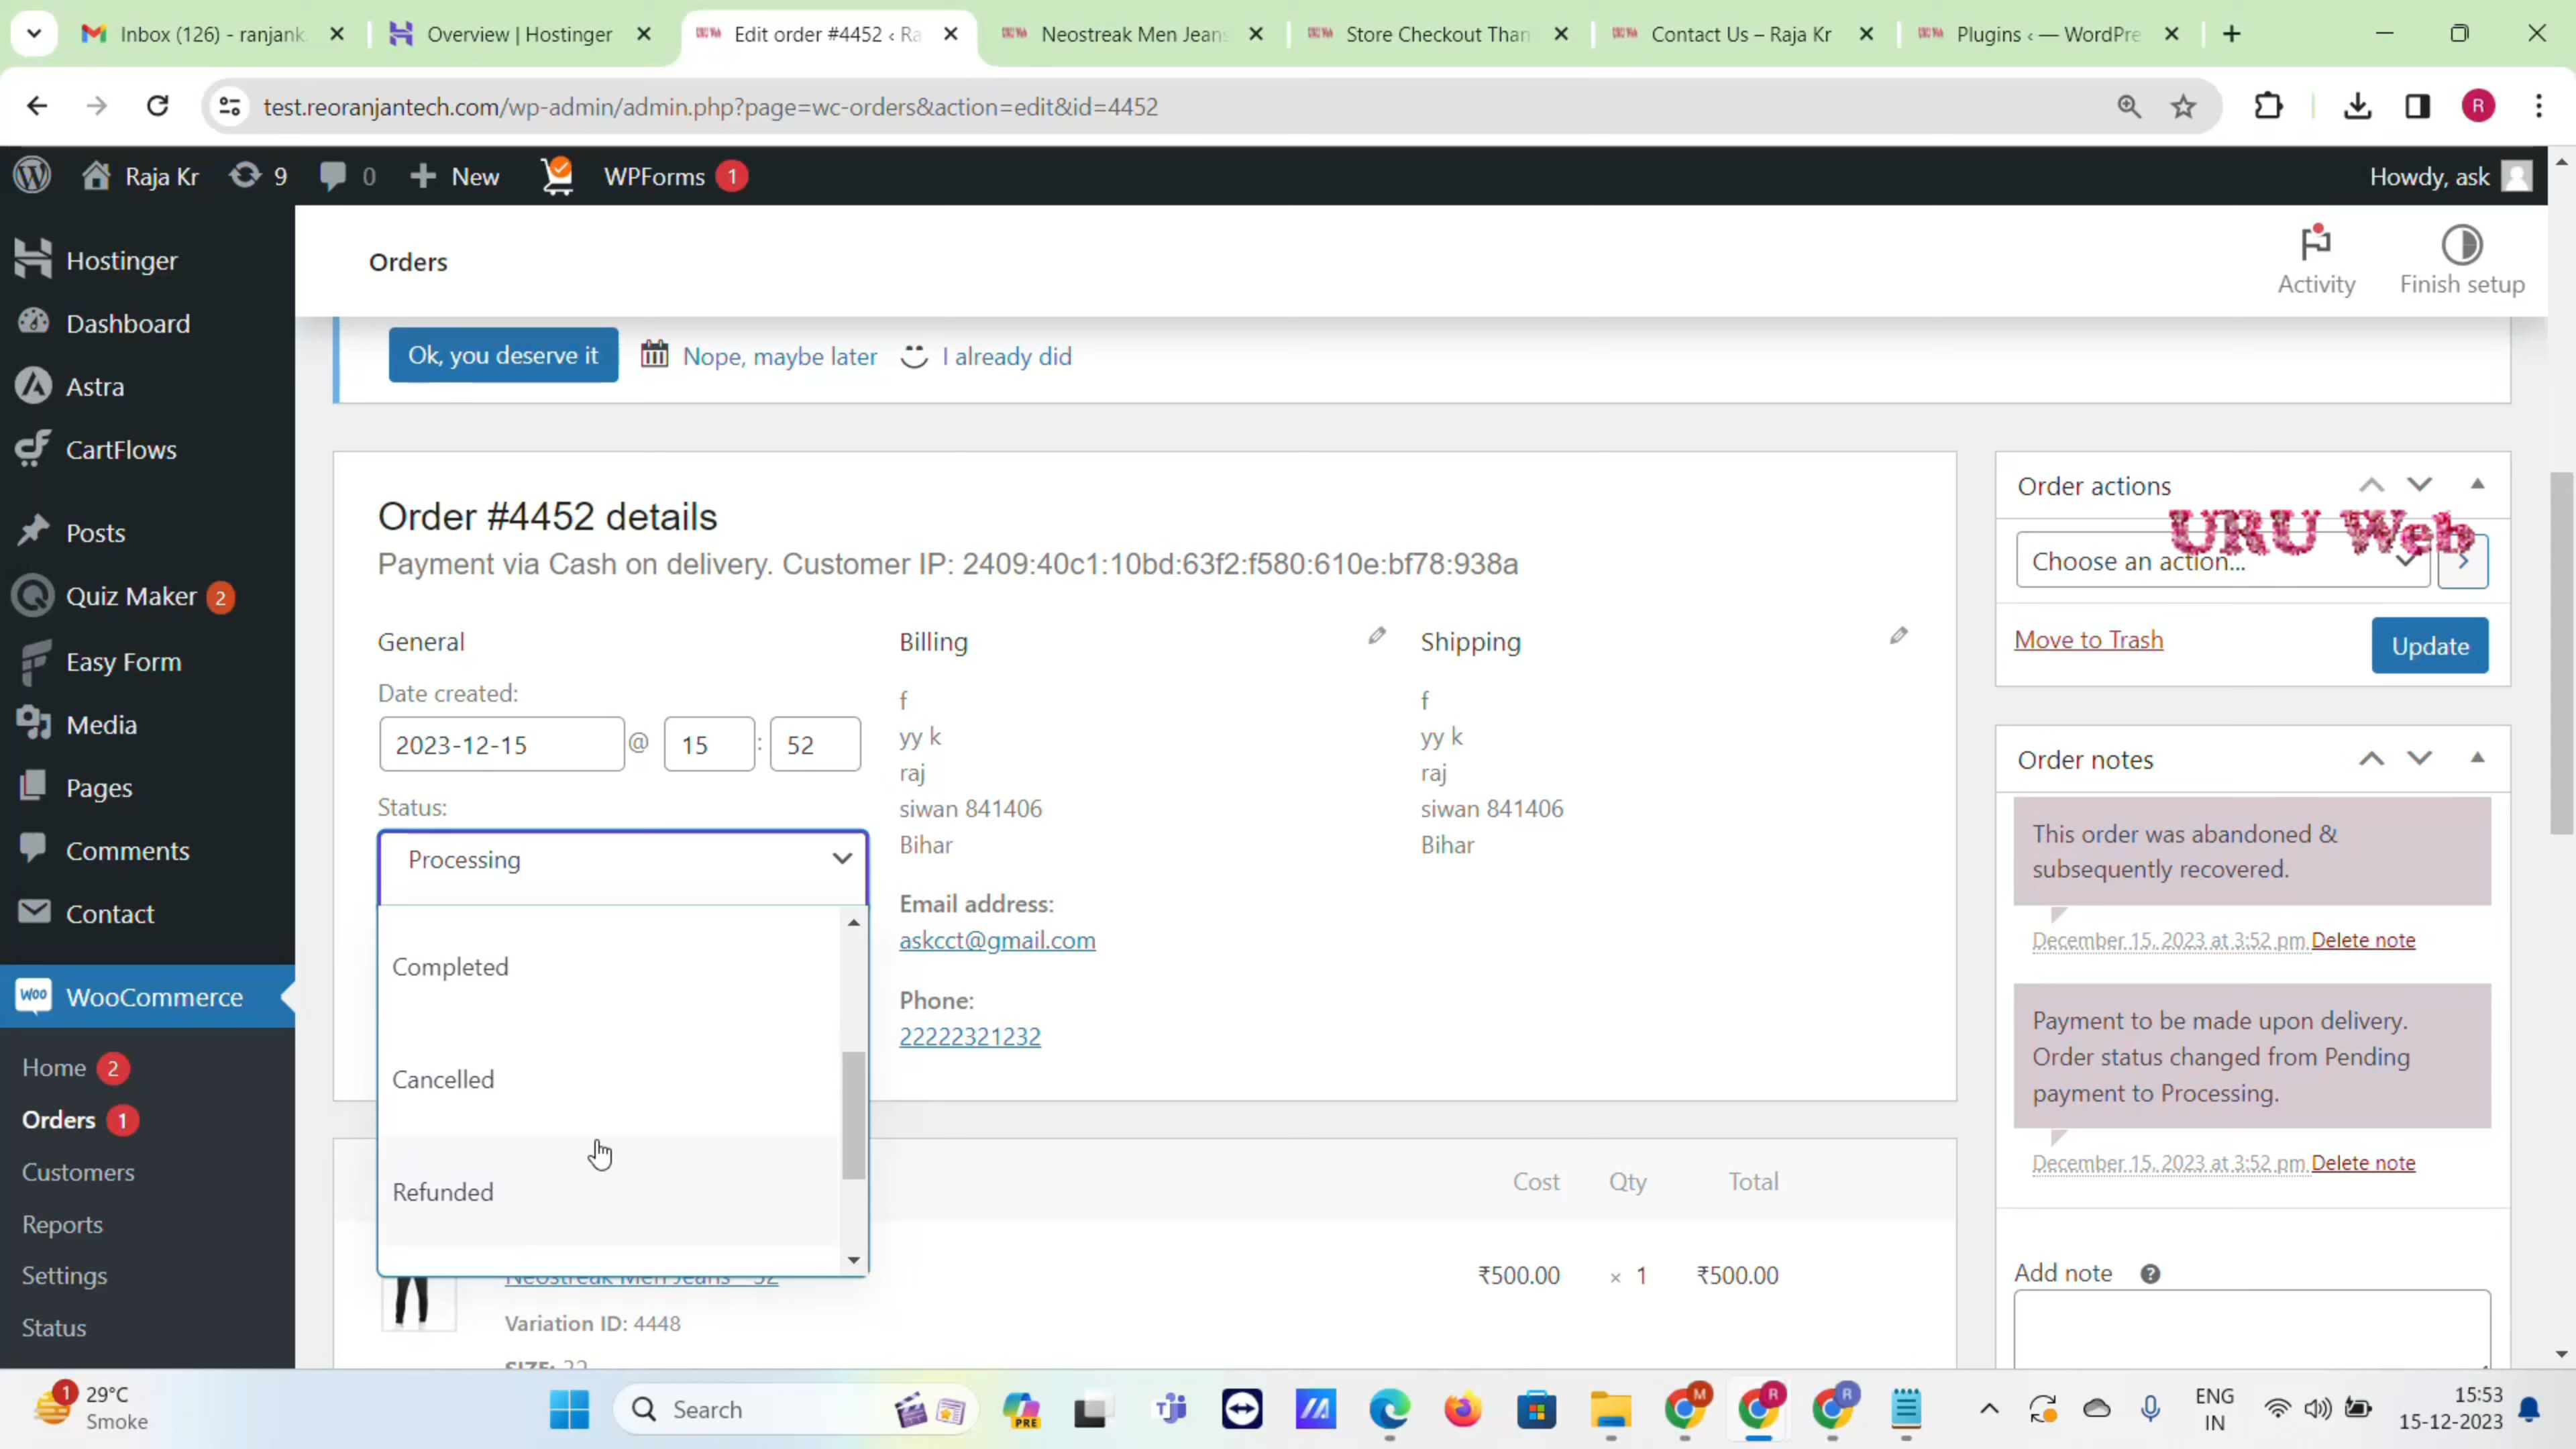 Inbox (126) - ranjank
Overview | Hostinger
Edit order #4452 ‹ Ra
Neostreak Men Jeans
Store Checkout Than
Contact Us – Raja Kr
Plugins ‹ — WordPre
test.reoranjantech.com/wp-admin/admin.php?page=wc-orders&action=edit&id=4452
R
Raja Kr
9
0
New
WPForms 1
Howdy, ask
Hostinger
Dashboard
Astra
CartFlows
Posts
Quiz Maker 2
Easy Form
Media
Pages
Comments
Contact
WooCommerce
Home 2
Orders 1
Customers
Reports
Settings
Status
Orders
Activity
Finish setup
Ok, you deserve it
Nope, maybe later
I already did
Order #4452 details
Payment via Cash on delivery. Customer IP: 2409:40c1:10bd:63f2:f580:610e:bf78:938a
General
Date created:
2023-12-15 @ 15 : 52
Status:
Processing
Completed
Cancelled
Refunded
Billing
f
yy k
raj
siwan 841406
Bihar
Email address:
askcct@gmail.com
Phone:
22222321232
Shipping
f
yy k
raj
siwan 841406
Bihar
Cost Qty Total
Neostreak Men Jeans - 32
₹500.00 × 1 ₹500.00
Variation ID: 4448
SIZE: 32
Order actions
URU Web
Choose an action...
Move to Trash
Update
Order notes
This order was abandoned &
subsequently recovered.
December 15, 2023 at 3:52 pm Delete note
Payment to be made upon delivery.
Order status changed from Pending
payment to Processing.
December 15, 2023 at 3:52 pm Delete note
Add note
1
29°C
Smoke
Search
PRE
M
R
R
ENG
IN
15:53
15-12-2023